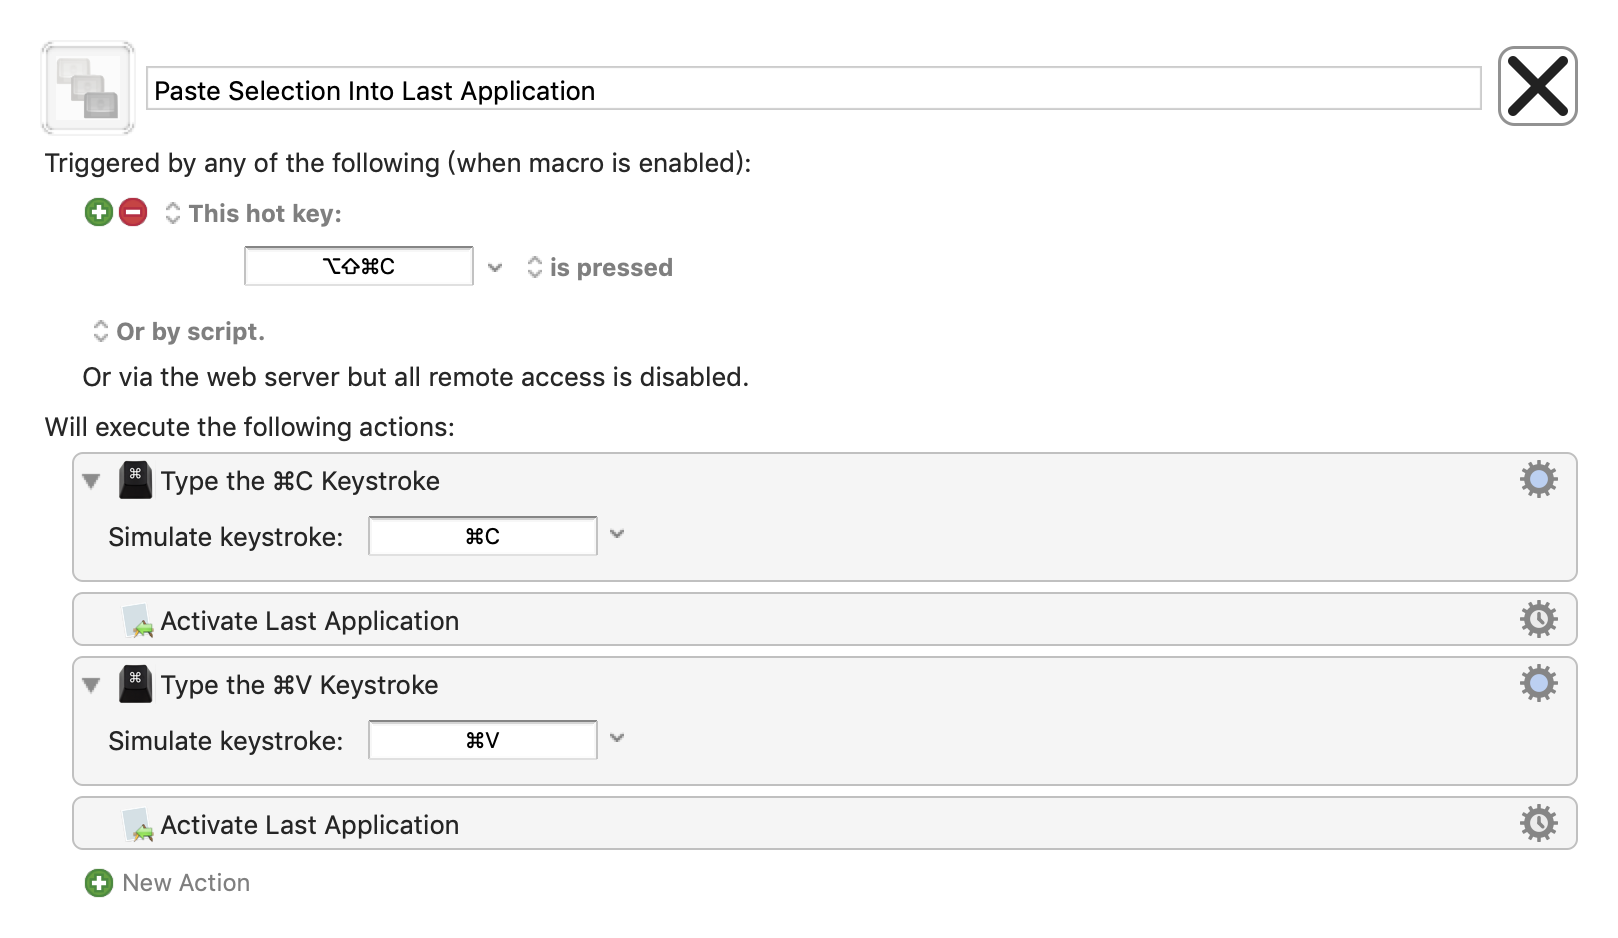 Paste Selection Into Last Application
Triggered by any of the following (when macro is enabled):
This hot key:
⌥⇧⌘C is pressed
Or by script.
Or via the web server but all remote access is disabled.
Will execute the following actions:
⌘ Type the ⌘C Keystroke
Simulate keystroke: ⌘C
Activate Last Application
⌘ Type the ⌘V Keystroke
Simulate keystroke: ⌘V
Activate Last Application
New Action